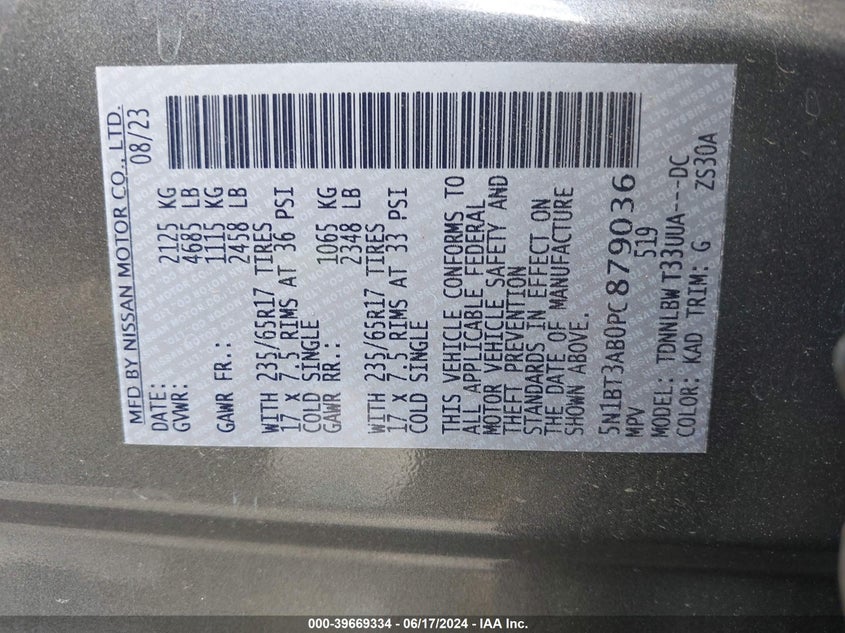 MFD BY NISSAN MOTOR CO., LTD.
DATE: 08/23
GVWR: 2125 KG
4685 LB
GAWR FR.: 1115 KG
2458 LB
WITH 235/65R17 TIRES
17 X 7.5 RIMS AT 36 PSI
COLD SINGLE
GAWR RR.: 1065 KG
2348 LB
WITH 235/65R17 TIRES
17 X 7.5 RIMS AT 33 PSI
COLD SINGLE
THIS VEHICLE CONFORMS TO
ALL APPLICABLE FEDERAL
MOTOR VEHICLE SAFETY AND
THEFT PREVENTION
STANDARDS IN EFFECT ON
THE DATE OF MANUFACTURE
SHOWN ABOVE.
5N1BT3AB0PC879036
MPV 519
MODEL: TDNNLBW T33UUA---DC
COLOR: KAD TRIM: G ZS30A
000-39669334 - 06/17/2024 - IAA Inc.